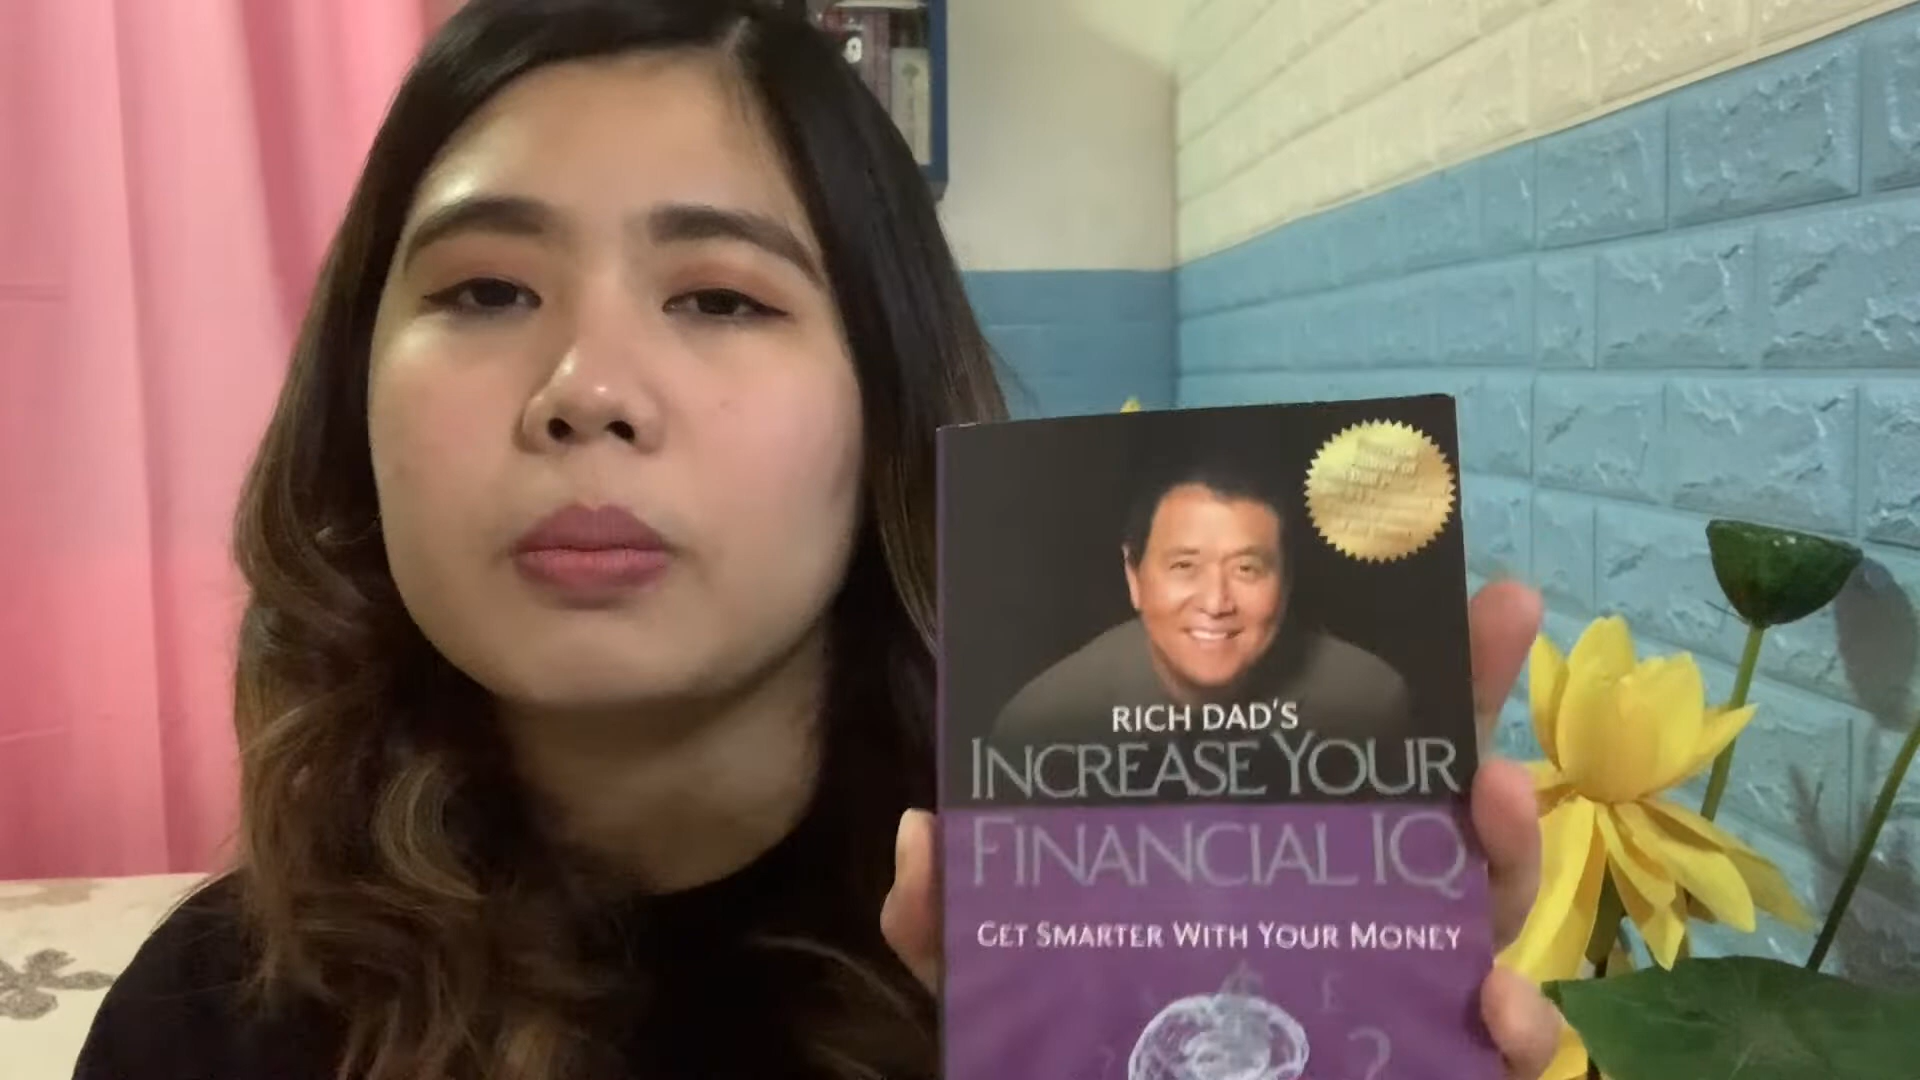 RICH DAD'S
INCREASE YOUR
FINANCIAL IQ
GET SMARTER WITH YOUR MONEY
?